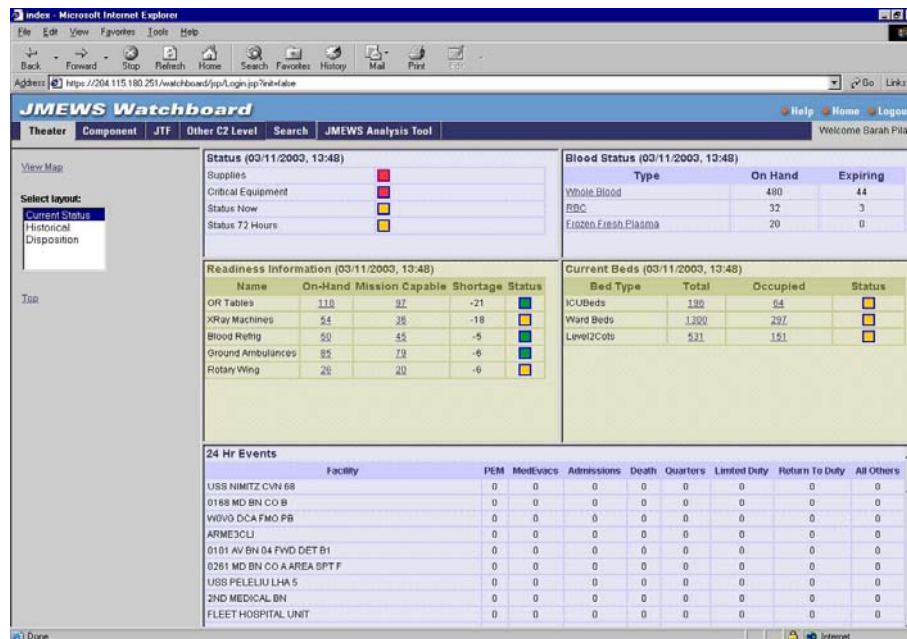 index - Microsoft Internet Explorer
File Edit View Favorites Tools Help
Back Forward Stop Refresh Home Search Favorites History Mail Print Edit
Address https://204.115.180.251/watchboard/jsp/Login.jsp?init=false Go Links
JMEWS Watchboard
Help Home Logout
Theater Component JTF Other C2 Level Search JMEWS Analysis Tool
Welcome Sarah Pila
View Map
Select layout:
Current Status
Historical
Disposition
Top
Status (03/11/2003, 13:48)
Supplies
Critical Equipment
Status Now
Status 72 Hours
Blood Status (03/11/2003, 13:48)
Type On Hand Expiring
Whole Blood 480 44
RBC 32 3
Frozen Fresh Plasma 20 0
Readiness Information (03/11/2003, 13:48)
Name On-Hand Mission Capable Shortage Status
OR Tables 118 97 -21
XRay Machines 54 36 -18
Blood Refrig 50 45 -5
Ground Ambulances 85 79 -6
Rotary Wing 26 20 -6
Current Beds (03/11/2003, 13:48)
Bed Type Total Occupied Status
ICUBeds 64
Ward Beds 1300 297
Level2Cots 531 151
24 Hr Events
Facility PEM MedEvacs Admissions Death Quarters Limted Duty Return To Duty All Others
USS NIMITZ CVN 68 0 0 0 0 0 0 0 0
0168 MD BN CO B 0 0 0 0 0 0 0 0
W0VG DCA FMO PB 0 0 0 0 0 0 0 0
ARME3CLI 0 0 0 0 0 0 0 0
0101 AV BN 04 FWD DET B1 0 0 0 0 0 0 0 0
0261 MD BN CO A AREA SPT F 0 0 0 0 0 0 0 0
USS PELELIU LHA 5 0 0 0 0 0 0 0 0
2ND MEDICAL BN 0 0 0 0 0 0 0 0
FLEET HOSPITAL UNIT 0 0 0 0 0 0 0 0
Done Internet